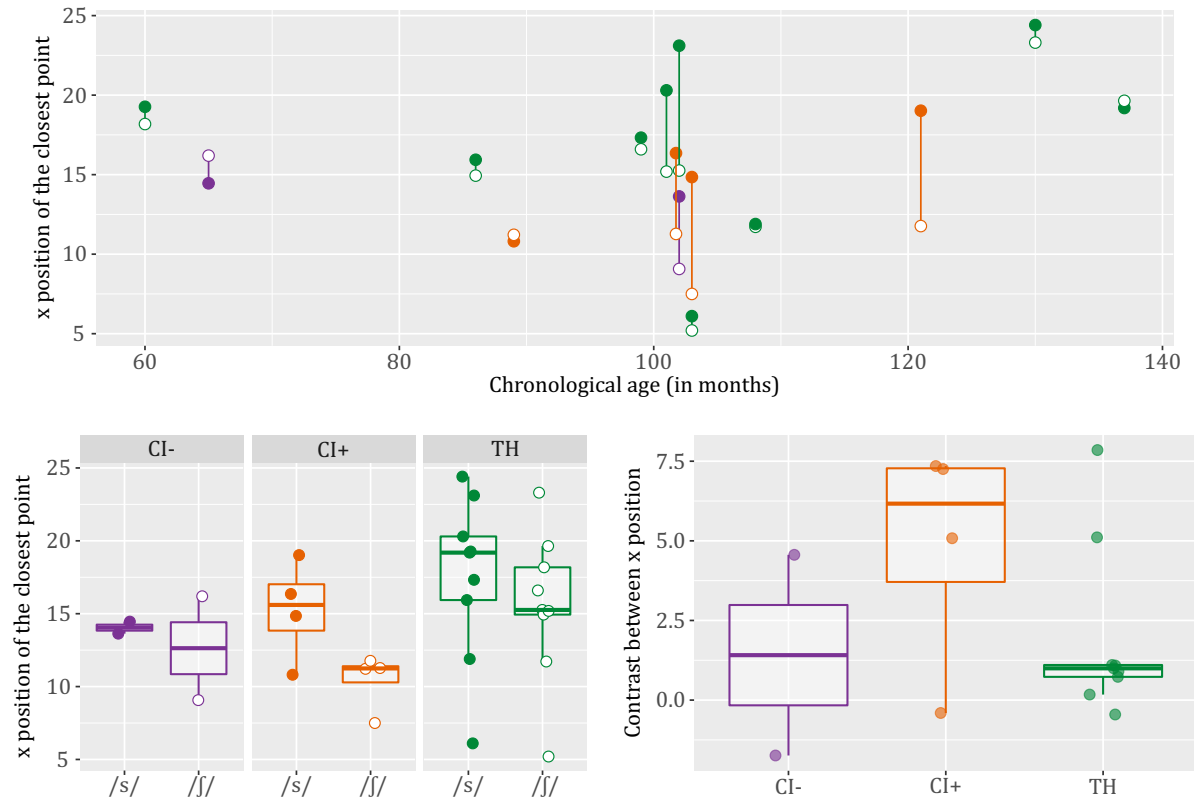 x position of the closest point
25
20
15
10
5
60
80
100
120
140
Chronological age (in months)
x position of the closest point
CI-
CI+
TH
25
20
15
10
5
/s/
/ʃ/
/s/
/ʃ/
/s/
/ʃ/
Contrast between x position
7.5
5.0
2.5
0.0
CI-
CI+
TH